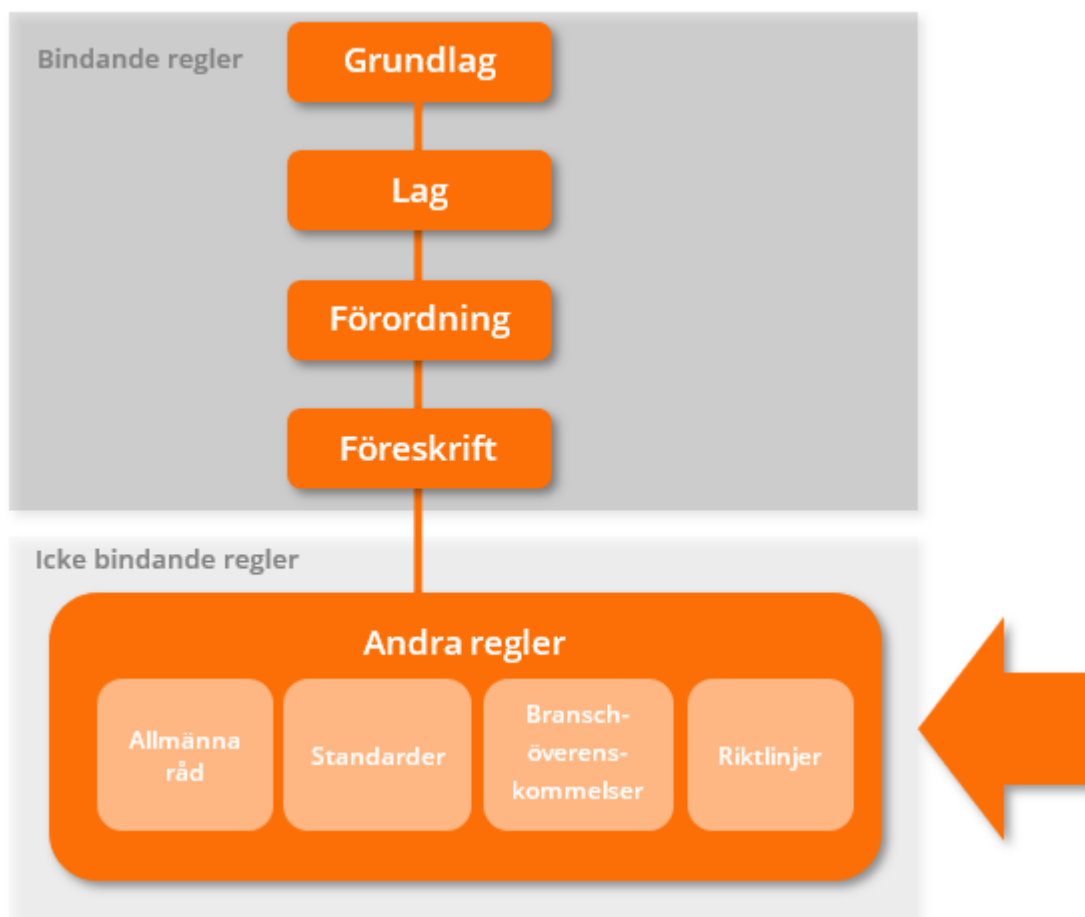 Bindande regler
Grundlag
Lag
Förordning
Föreskrift
Icke bindande regler
Andra regler
Allmänna
råd
Standarder
Bransch-
överens-
kommelser
Riktlinjer